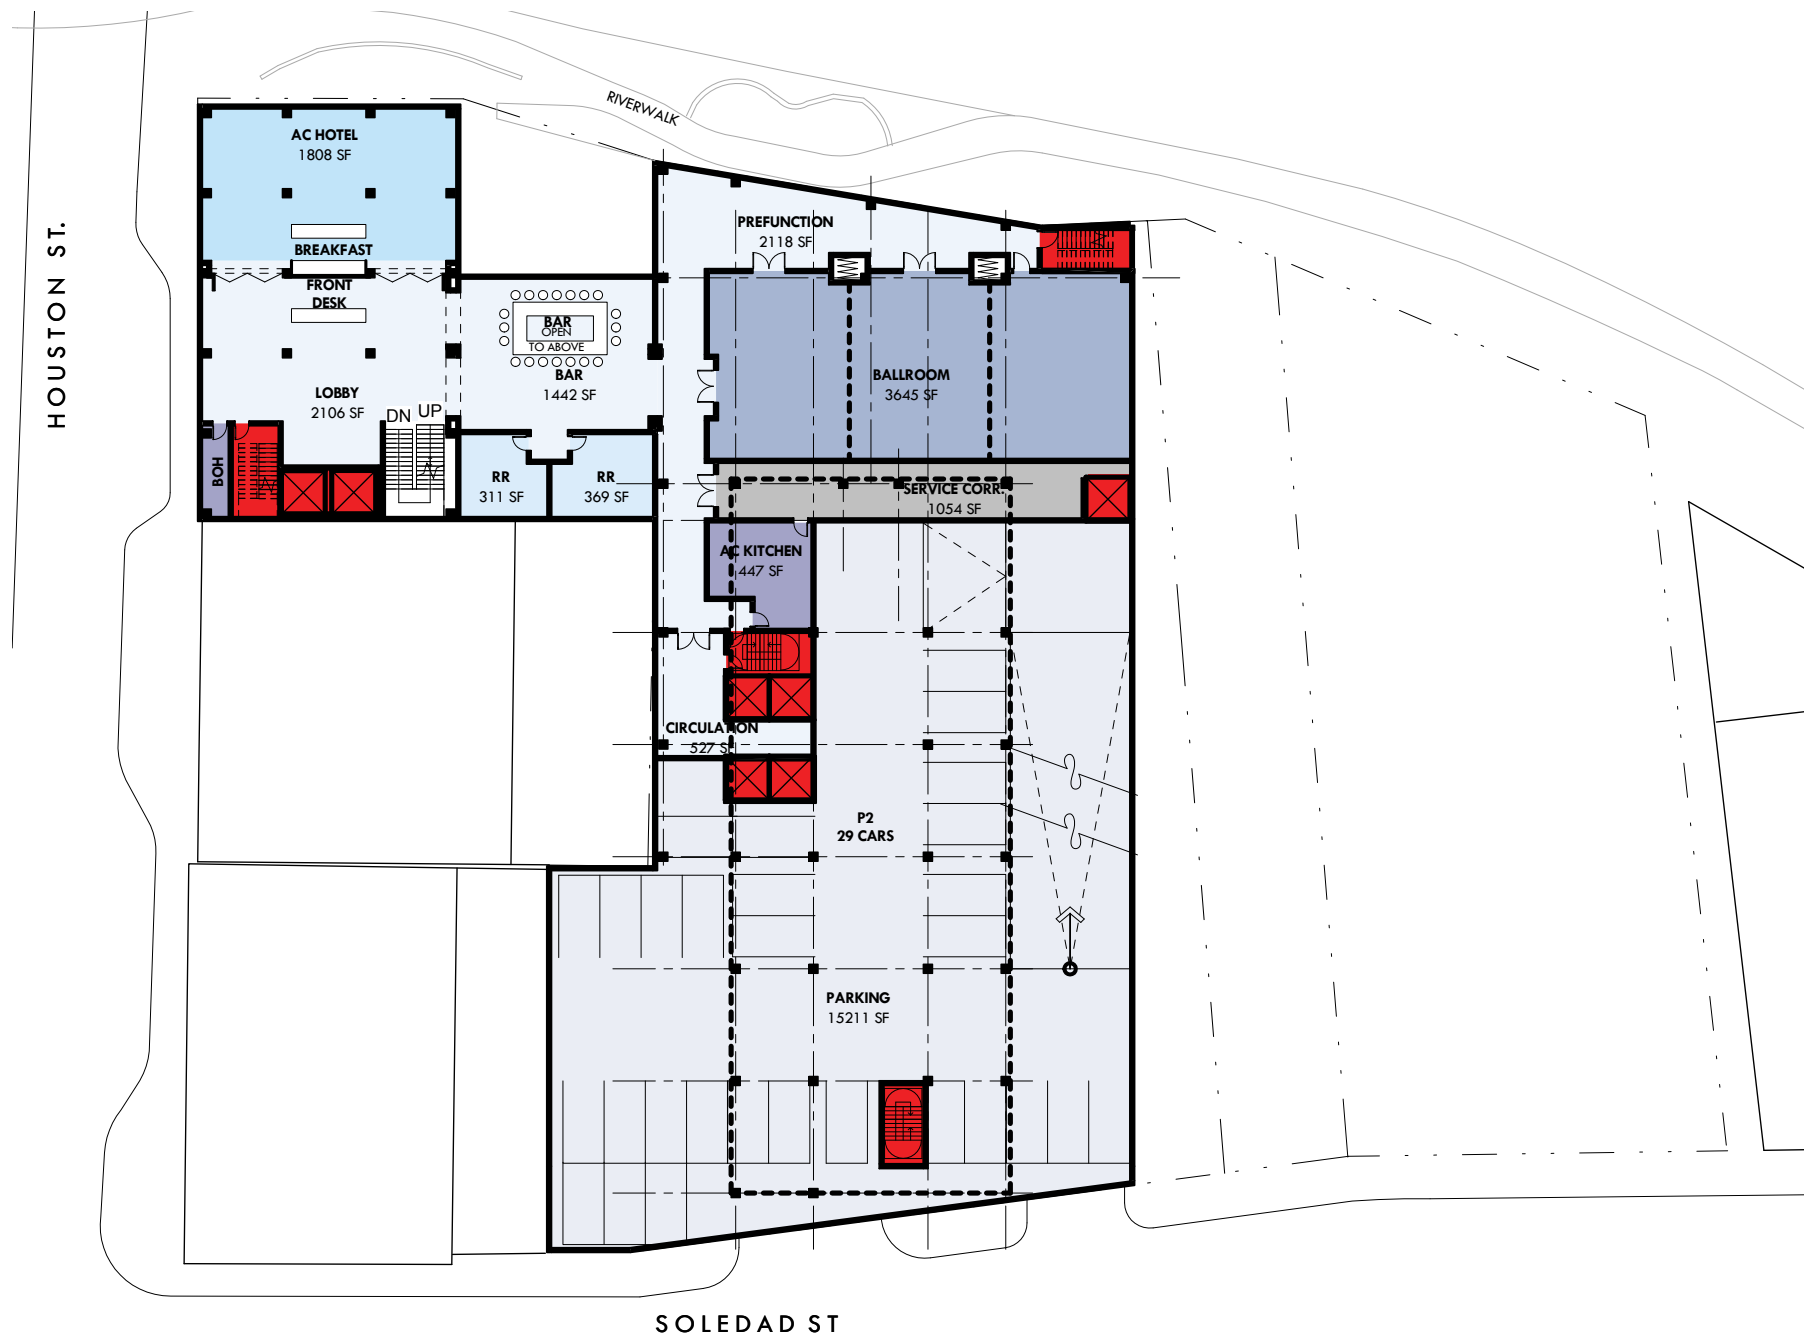 RIVERWALK
HOUSTON ST.
AC HOTEL
1808 SF
BREAKFAST
FRONT
DESK
LOBBY
2106 SF
DN UP
BOH
BAR
OPEN
TO ABOVE
BAR
1442 SF
RR
311 SF
RR
369 SF
PREFUNCTION
2118 SF
BALLROOM
3645 SF
SERVICE CORR.
1054 SF
AC KITCHEN
447 SF
CIRCULATION
527 SF
P2
29 CARS
PARKING
15211 SF
SOLEDAD ST